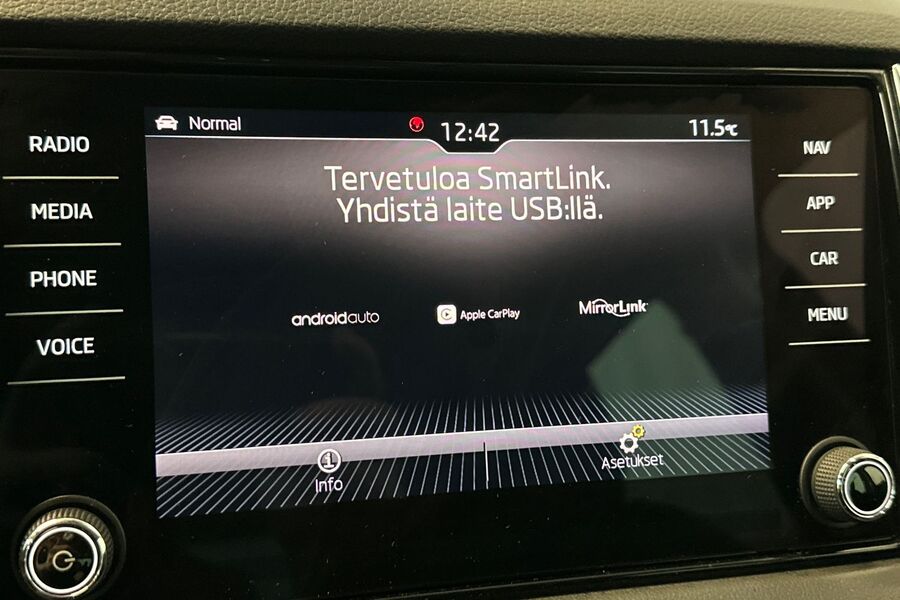 Normal
12:42
11.5°C
Tervetuloa SmartLink.
Yhdistä laite USB:llä.
androidauto
Apple CarPlay
MirrorLink
Info
Asetukset
RADIO
MEDIA
PHONE
VOICE
NAV
APP
CAR
MENU